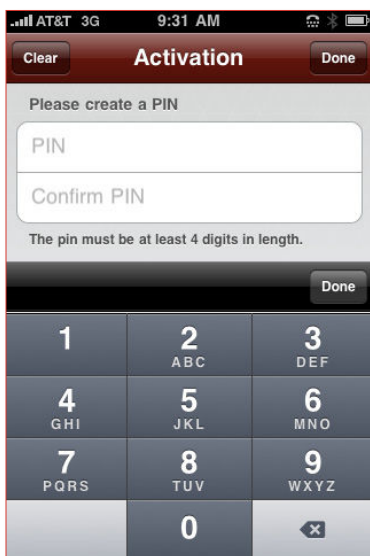 AT&T 3G 9:31 AM
Clear Activation Done
Please create a PIN
PIN
Confirm PIN
The pin must be at least 4 digits in length.
Done
1 2 3
ABC DEF
4 5 6
GHI JKL MNO
7 8 9
PQRS TUV WXYZ
0